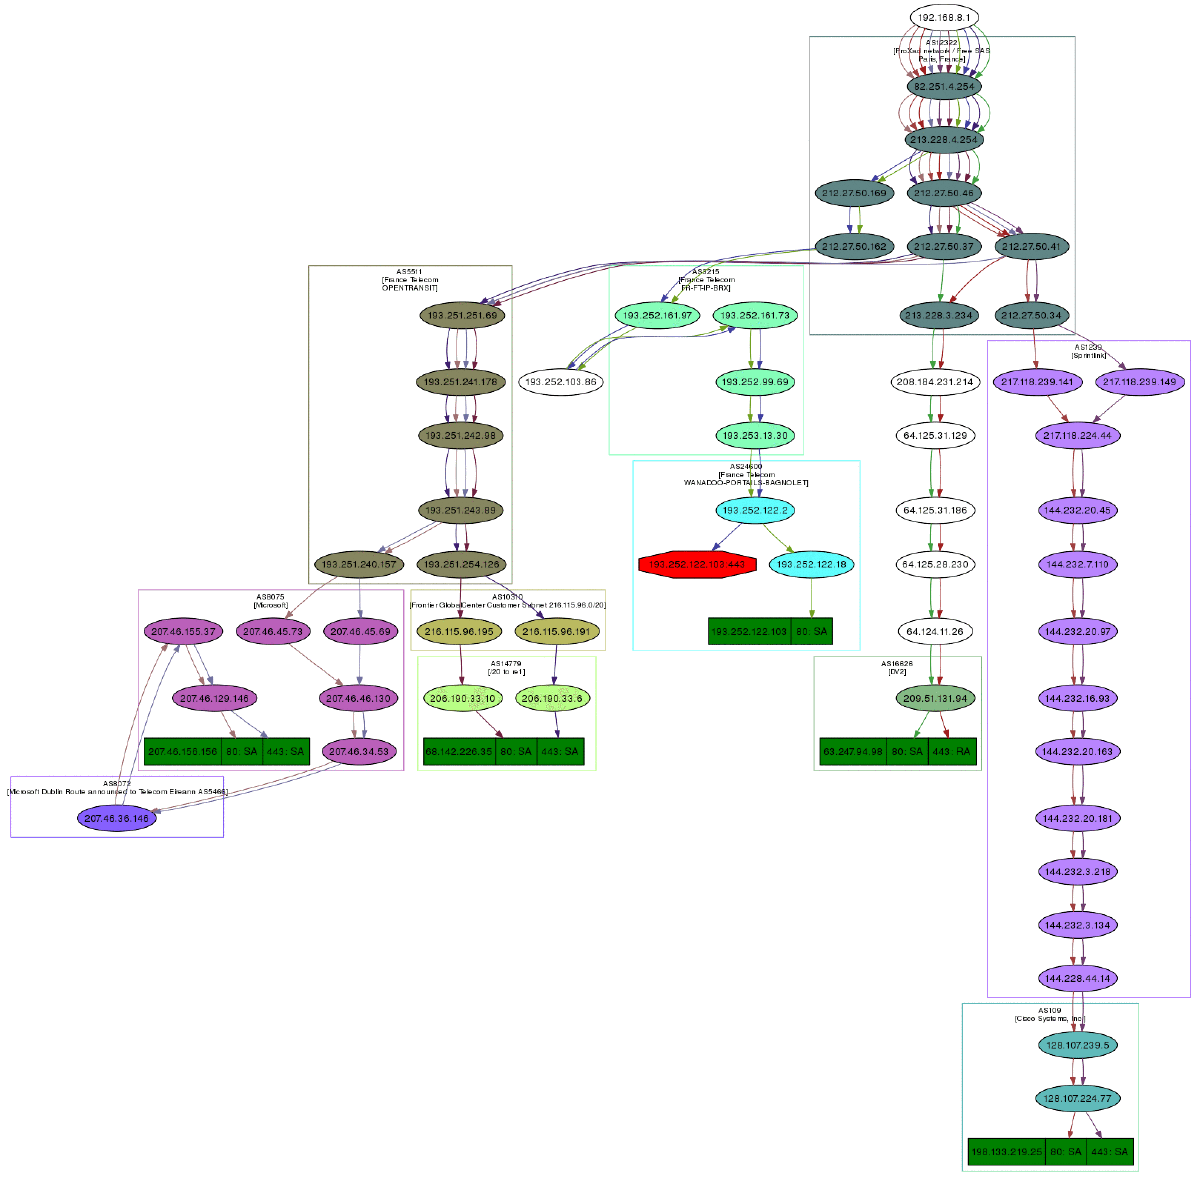 192.168.8.1
AS12322
[ProXad network / Free SAS
Paris, France]
82.251.4.254
213.228.4.254
212.27.50.169
212.27.50.46
212.27.50.162
212.27.50.37
212.27.50.41
213.228.3.234
212.27.50.34
AS5511
[France Telecom
OPENTRANSIT]
193.251.251.69
193.251.241.178
193.251.242.98
193.251.243.89
193.251.240.157
193.251.254.126
AS3215
[France Telecom
FR-FT-IP-BRX]
193.252.161.97
193.252.161.73
193.252.103.86
193.252.99.69
193.253.13.30
AS24600
[France Telecom
WANADOO-PORTAILS-BAGNOLET]
193.252.122.2
193.252.122.103:443
193.252.122.18
193.252.122.103 80: SA
208.184.231.214
64.125.31.129
64.125.31.186
64.125.28.230
64.124.11.26
AS16626
[DV2]
209.51.131.94
63.247.94.98 80: SA 443: RA
AS1239
[Sprintlink]
217.118.239.141
217.118.239.149
217.118.224.44
144.232.20.45
144.232.7.110
144.232.20.97
144.232.16.93
144.232.20.163
144.232.20.181
144.232.3.218
144.232.3.134
144.228.44.14
AS109
[Cisco Systems, Inc.]
128.107.239.5
128.107.224.77
198.133.219.25 80: SA 443: SA
AS8075
[Microsoft]
207.46.155.37
207.46.45.73
207.46.45.69
207.46.129.146
207.46.46.130
207.46.156.156 80: SA 443: SA
207.46.34.53
AS8072
[Microsoft Dublin Route announced to Telecom Eireann AS5466]
207.46.36.146
AS10310
[Frontier GlobalCenter Customer Subnet 216.115.96.0/20]
216.115.96.195
216.115.96.191
AS14779
[/20 to re1]
206.190.33.10
206.190.33.6
68.142.226.35 80: SA 443: SA